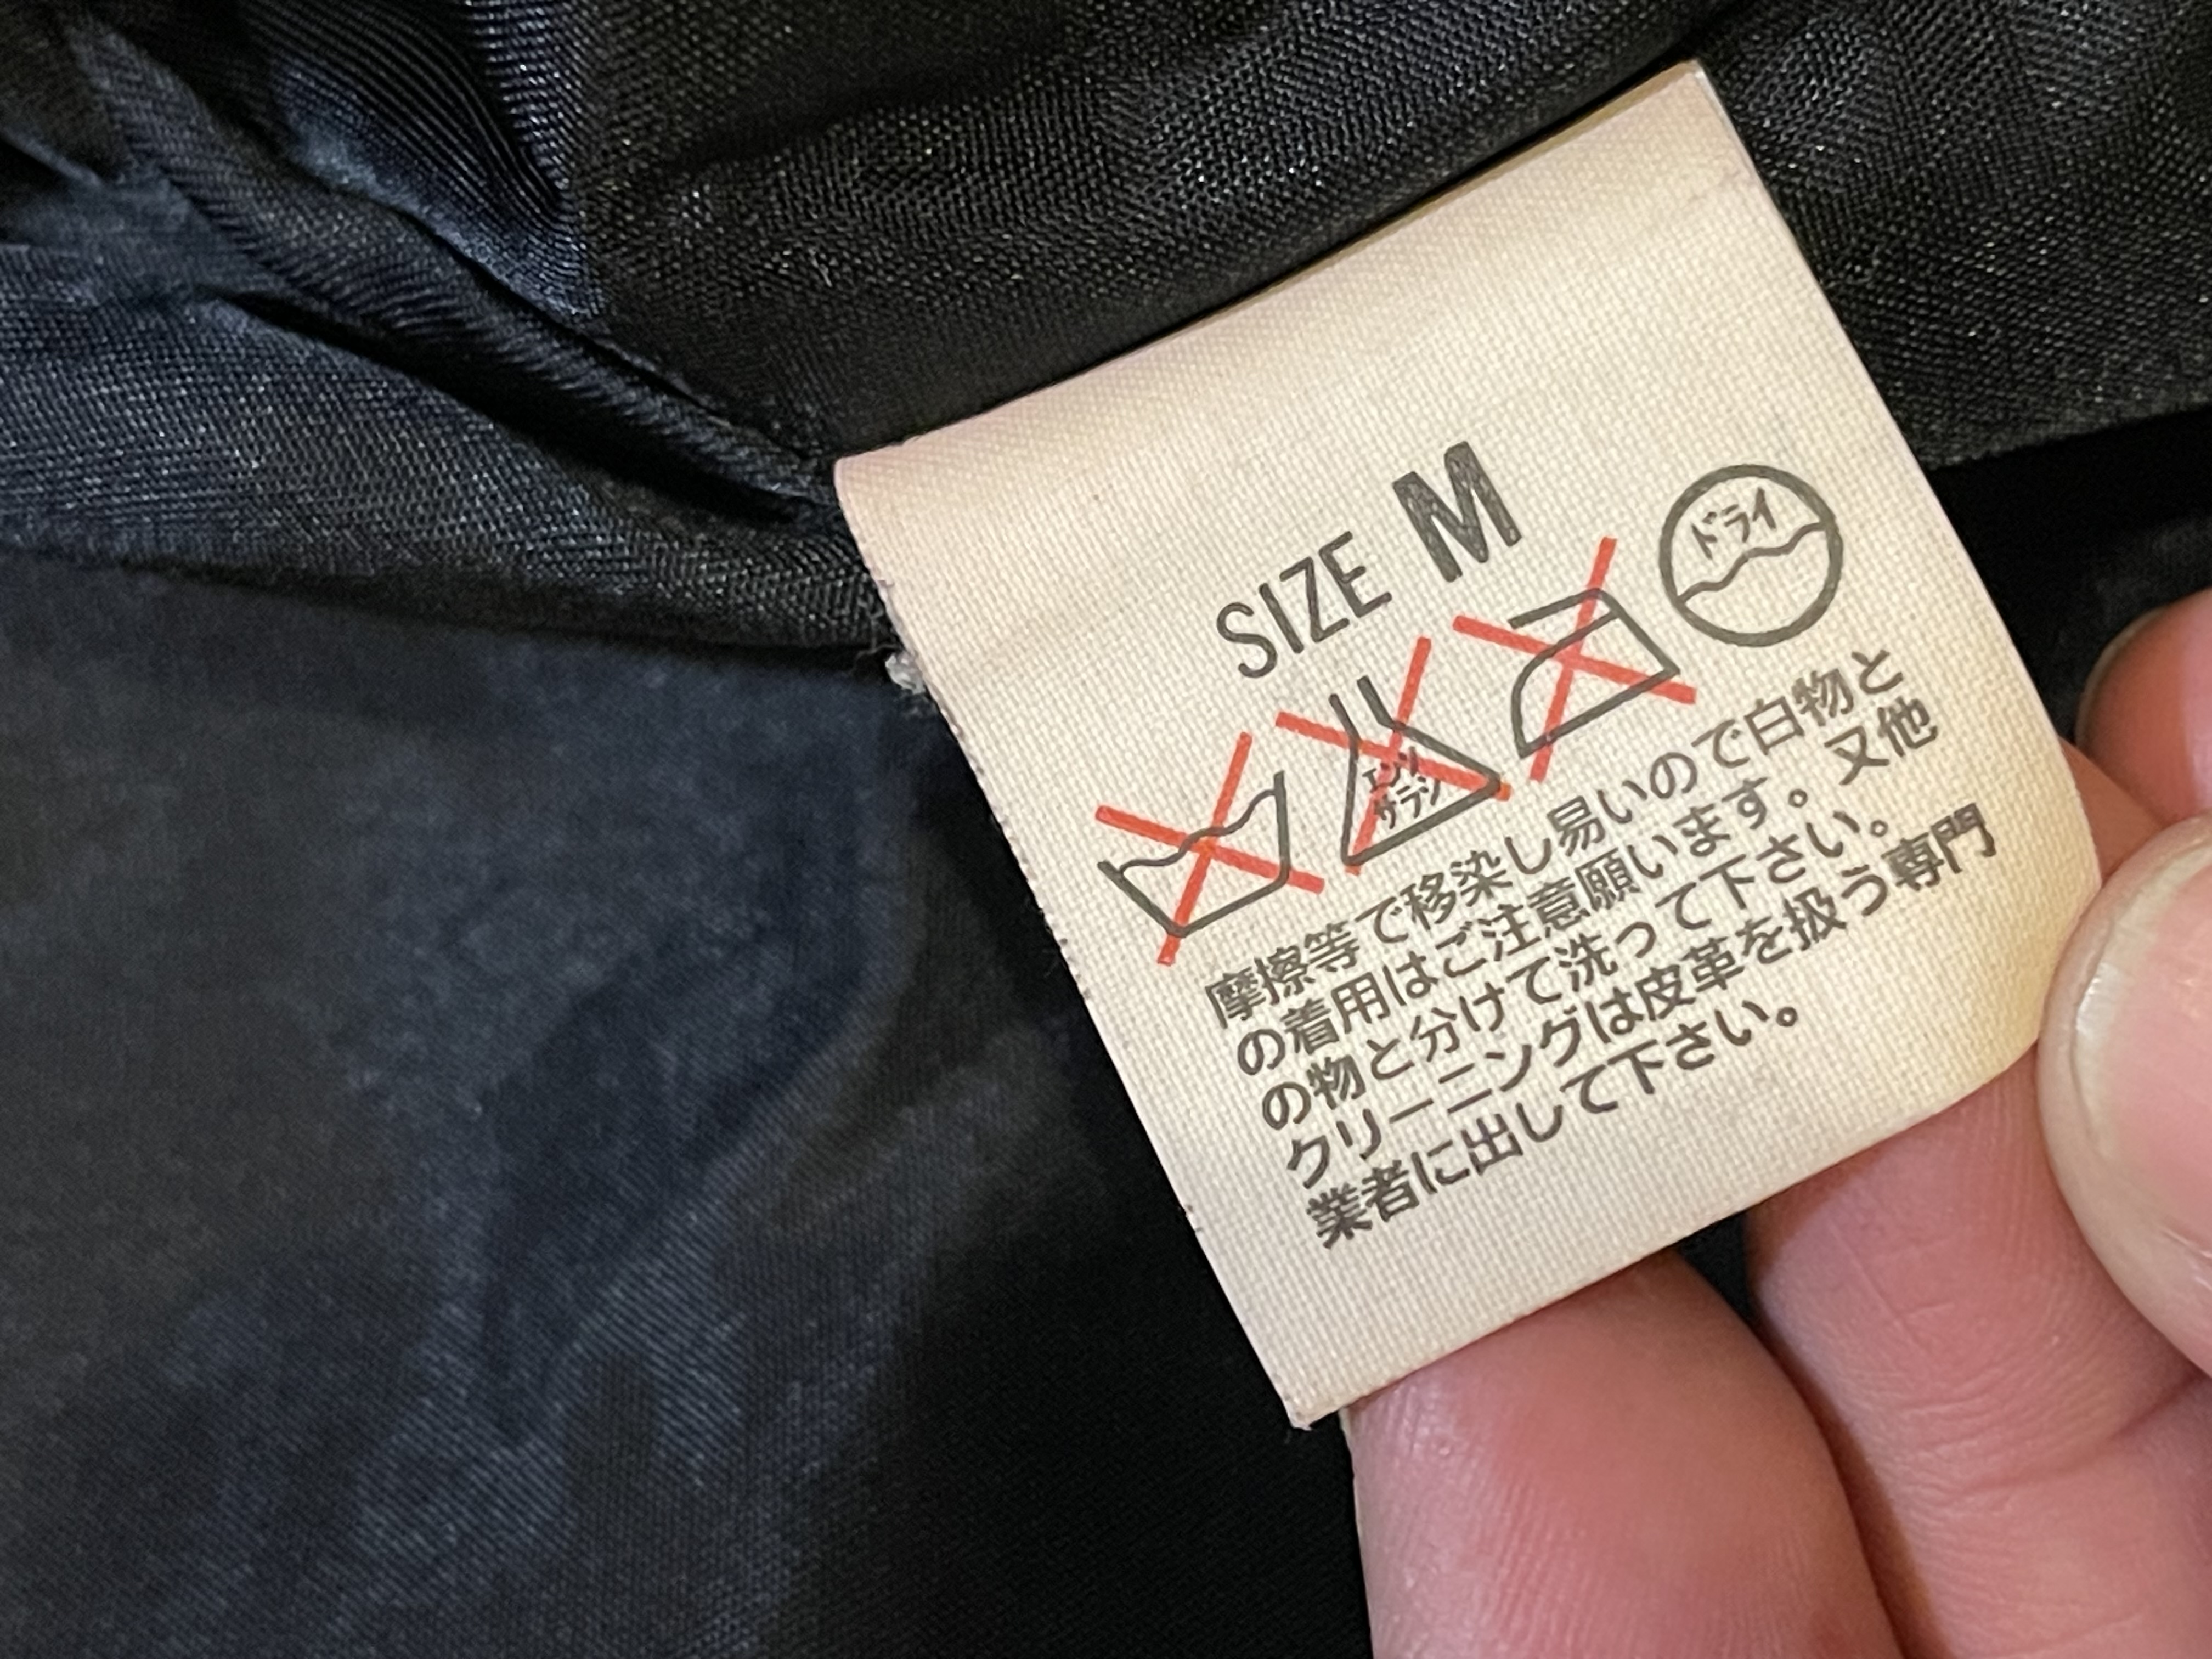 SIZE M
エンソ
サラシ
ドライ
摩擦等で移染し易いので白物と
の着用はご注意願います。又他
の物と分けて洗って下さい。
クリーニングは皮革を扱う専門
業者に出して下さい。